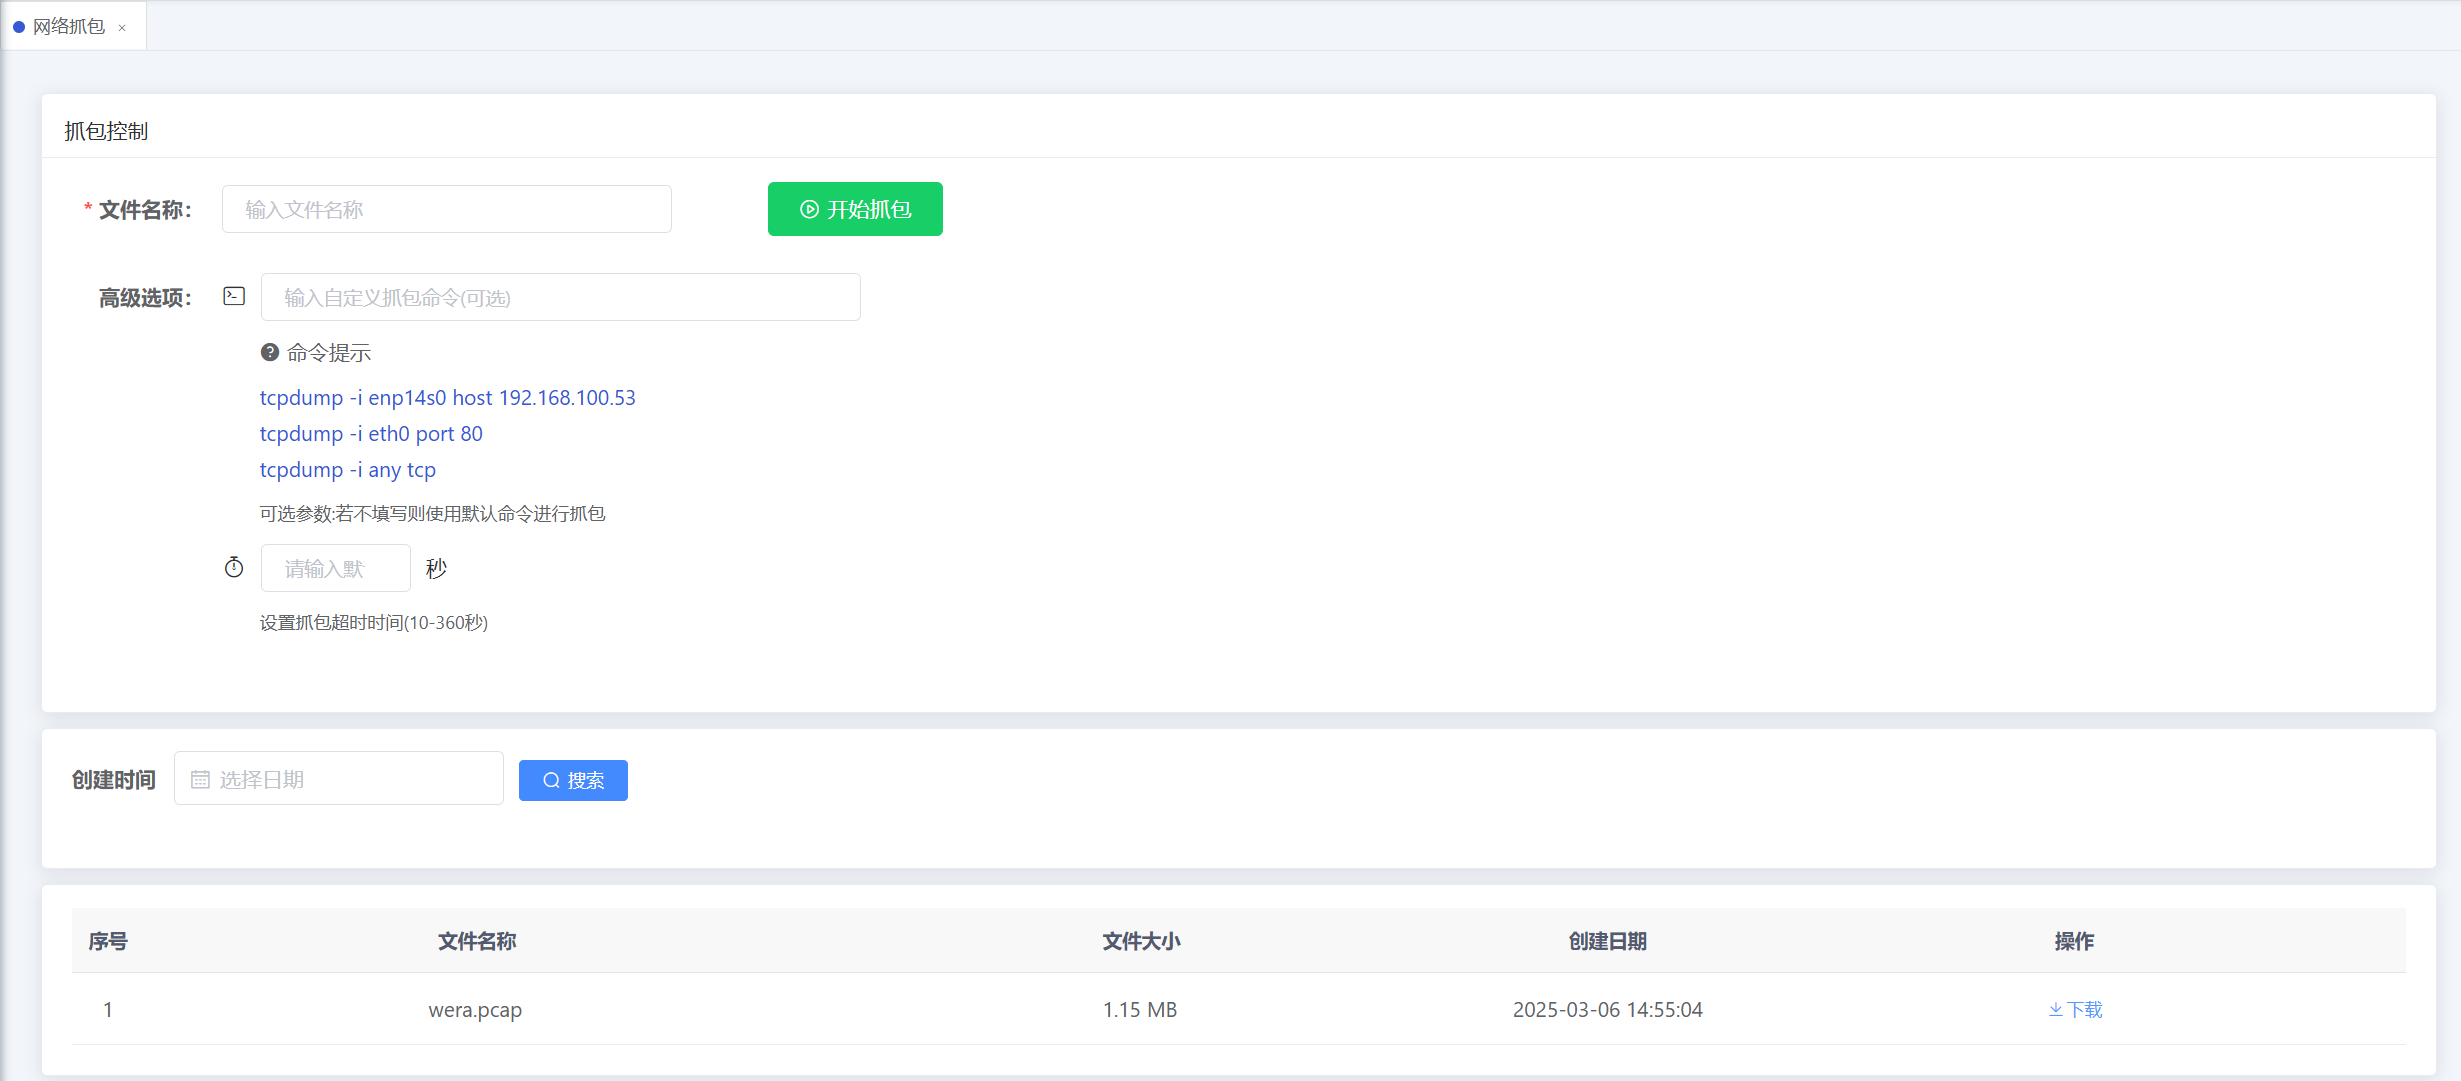 网络抓包 ×
抓包控制
* 文件名称: 输入文件名称 开始抓包
高级选项: 输入自定义抓包命令(可选)
命令提示
tcpdump -i enp14s0 host 192.168.100.53
tcpdump -i eth0 port 80
tcpdump -i any tcp
可选参数:若不填写则使用默认命令进行抓包
请输入默 秒
设置抓包超时时间(10-360秒)
创建时间 选择日期 搜索
序号 文件名称 文件大小 创建日期 操作
1 wera.pcap 1.15 MB 2025-03-06 14:55:04 下载